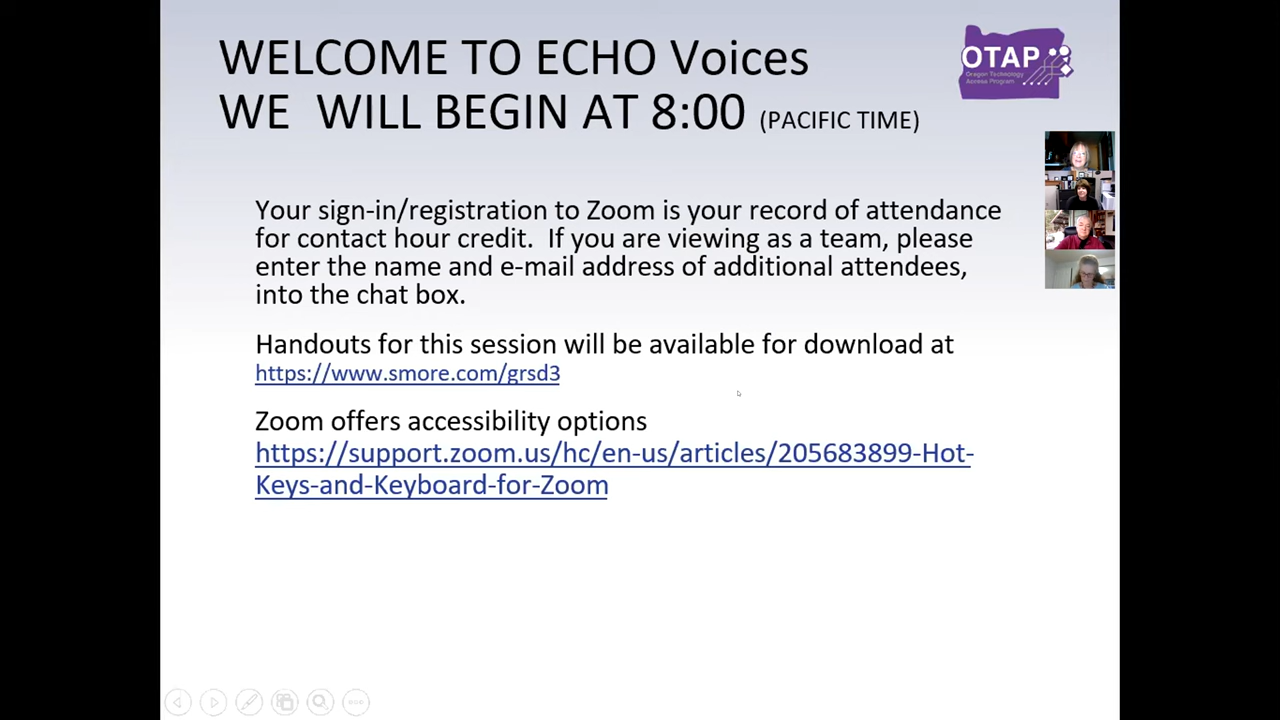 WELCOME TO ECHO Voices
WE WILL BEGIN AT 8:00 (PACIFIC TIME)
OTAP
Oregon Technology
Access Program
Your sign-in/registration to Zoom is your record of attendance
for contact hour credit. If you are viewing as a team, please
enter the name and e-mail address of additional attendees,
into the chat box.
Handouts for this session will be available for download at
https://www.smore.com/grsd3
Zoom offers accessibility options
https://support.zoom.us/hc/en-us/articles/205683899-Hot-
Keys-and-Keyboard-for-Zoom